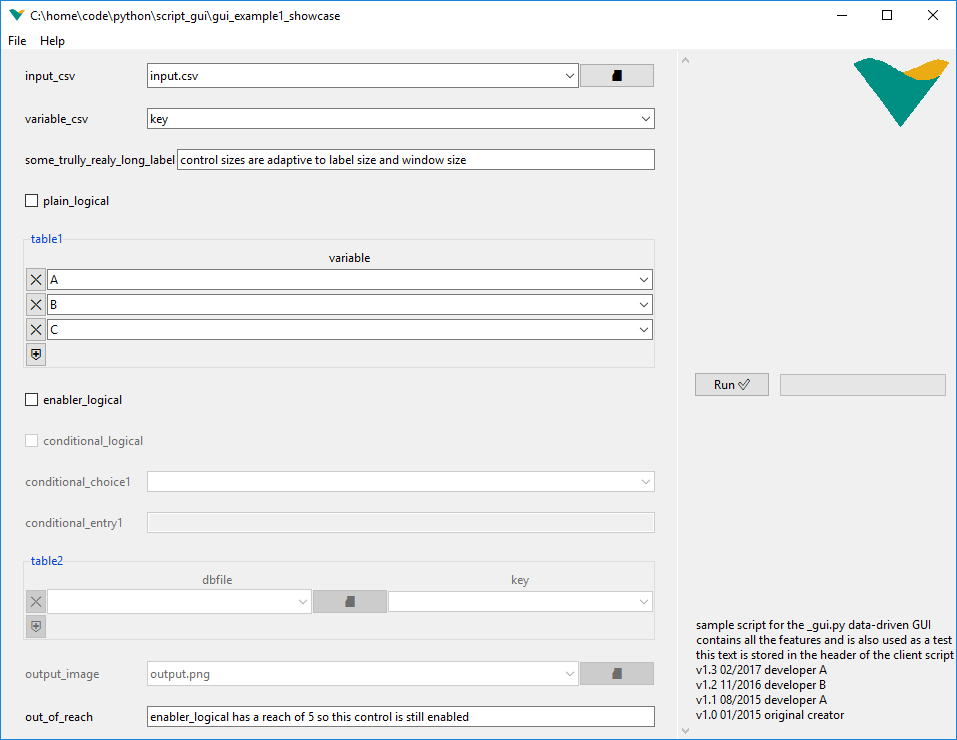 C:\home\code\python\script_gui\gui_example1_showcase
File Help
input_csv input.csv
variable_csv key
some_trully_realy_long_label control sizes are adaptive to label size and window size
plain_logical
table1
variable
A
B
C
enabler_logical
Run
conditional_logical
conditional_choice1
conditional_entry1
table2
dbfile key
output_image output.png
out_of_reach enabler_logical has a reach of 5 so this control is still enabled
sample script for the _gui.py data-driven GUI
contains all the features and is also used as a test
this text is stored in the header of the client script
v1.3 02/2017 developer A
v1.2 11/2016 developer B
v1.1 08/2015 developer A
v1.0 01/2015 original creator